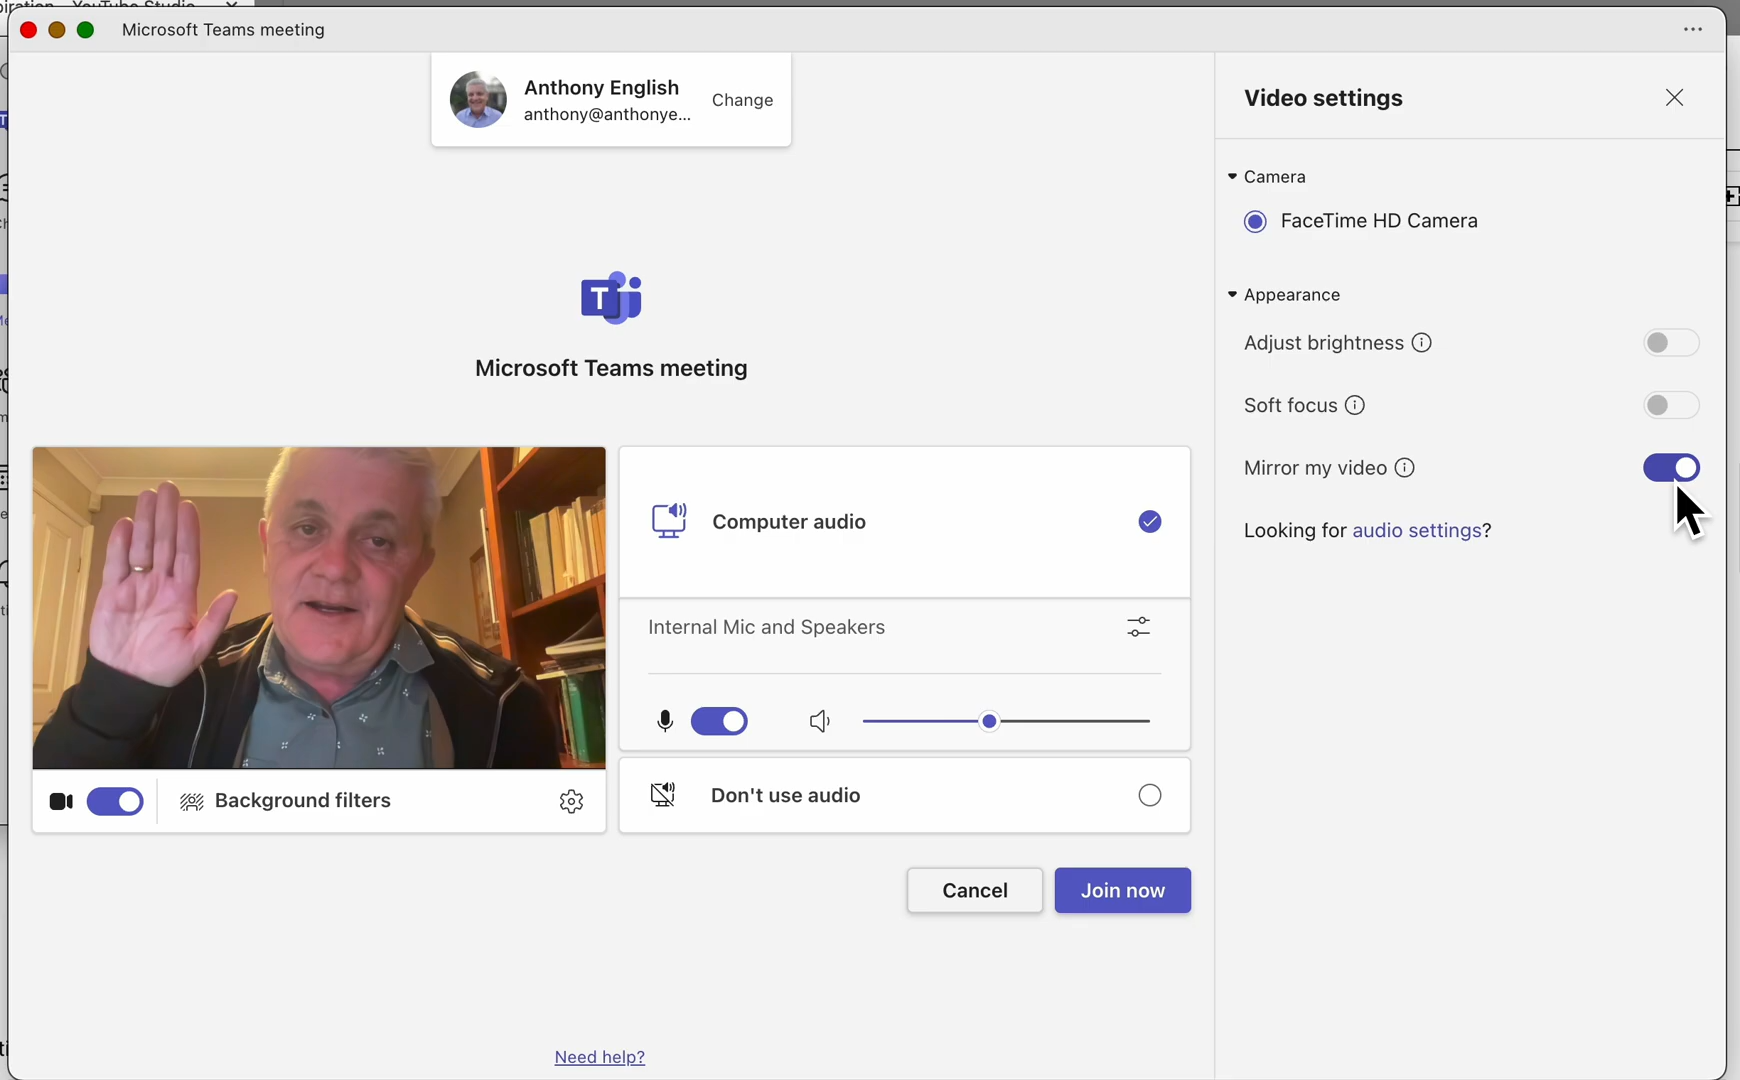 YouTube Studio
Microsoft Teams meeting
Anthony English
anthony@anthonye...
Change
T
Microsoft Teams meeting
Computer audio
Internal Mic and Speakers
Don't use audio
Background filters
Cancel
Join now
Need help?
Video settings
Camera
FaceTime HD Camera
Appearance
Adjust brightness
Soft focus
Mirror my video
Looking for audio settings?